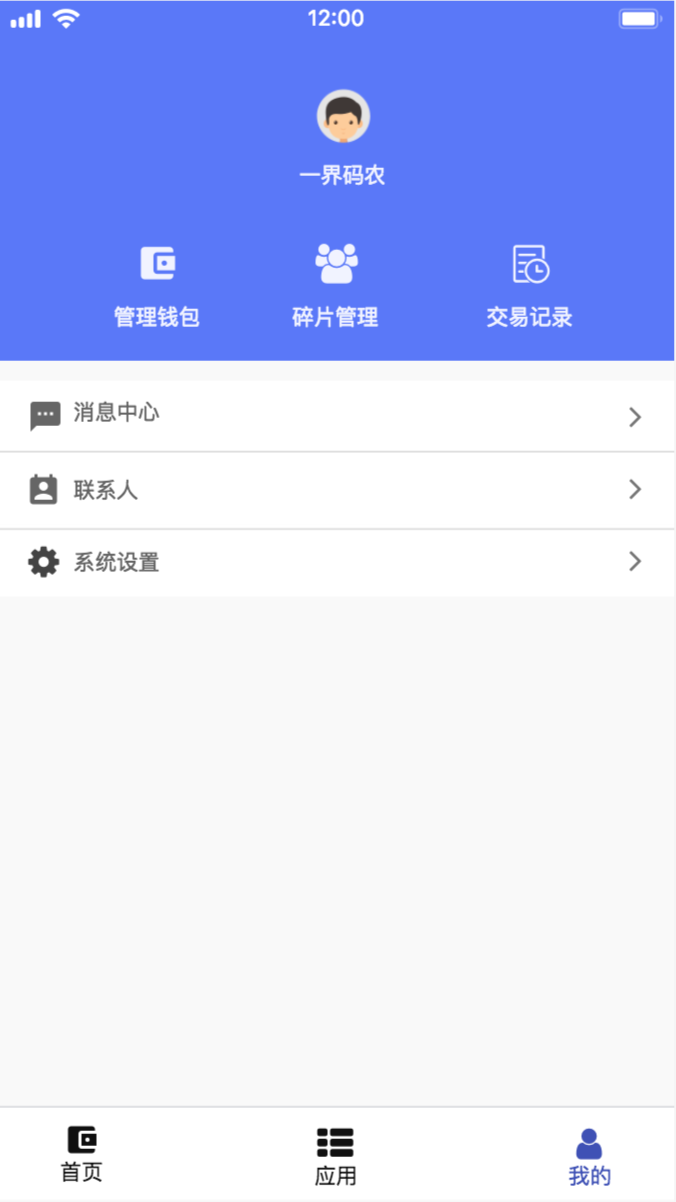 12:00
一界码农
管理钱包
碎片管理
交易记录
消息中心
联系人
系统设置
首页
应用
我的